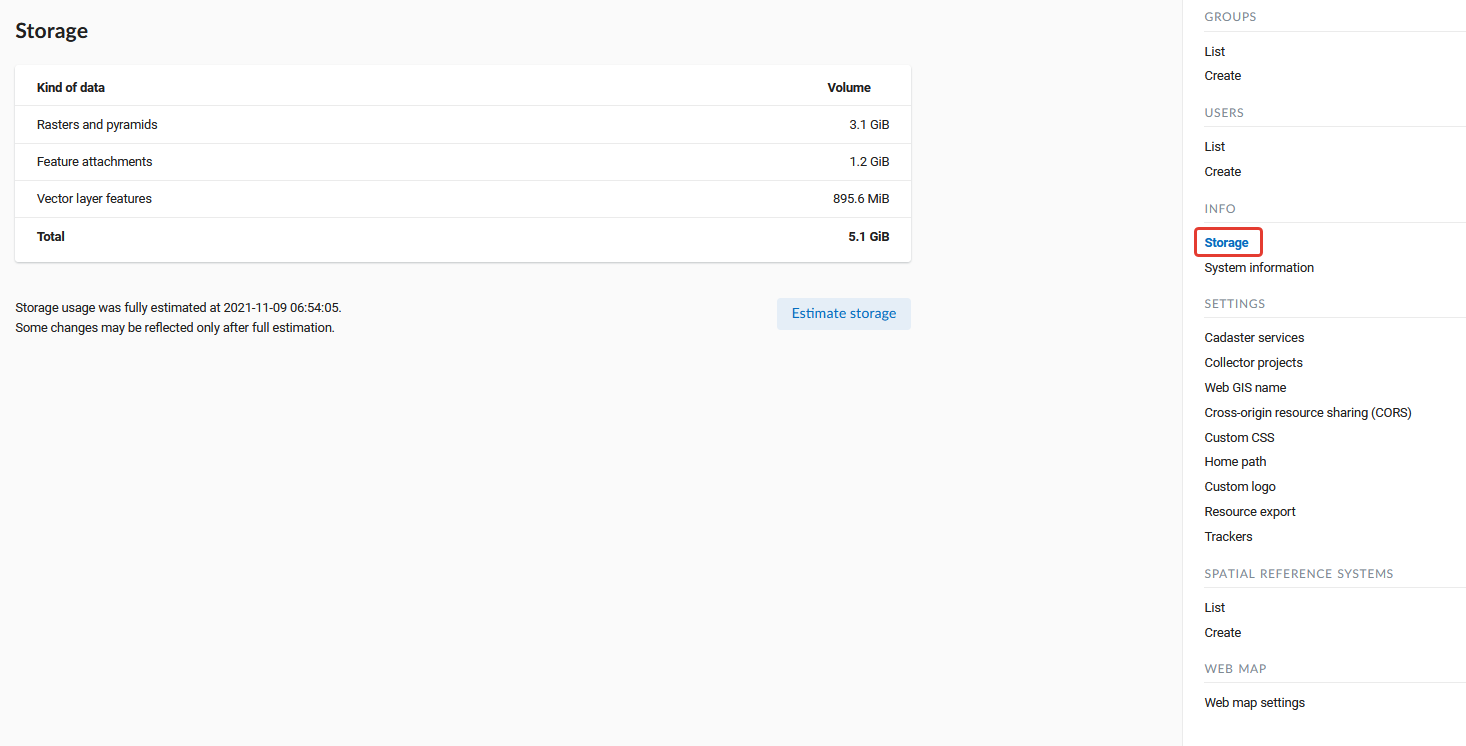 Storage
Kind of data Volume
Rasters and pyramids 3.1 GiB
Feature attachments 1.2 GiB
Vector layer features 895.6 MiB
Total 5.1 GiB
Storage usage was fully estimated at 2021-11-09 06:54:05.
Some changes may be reflected only after full estimation.
Estimate storage
GROUPS
List
Create
USERS
List
Create
INFO
Storage
System information
SETTINGS
Cadaster services
Collector projects
Web GIS name
Cross-origin resource sharing (CORS)
Custom CSS
Home path
Custom logo
Resource export
Trackers
SPATIAL REFERENCE SYSTEMS
List
Create
WEB MAP
Web map settings